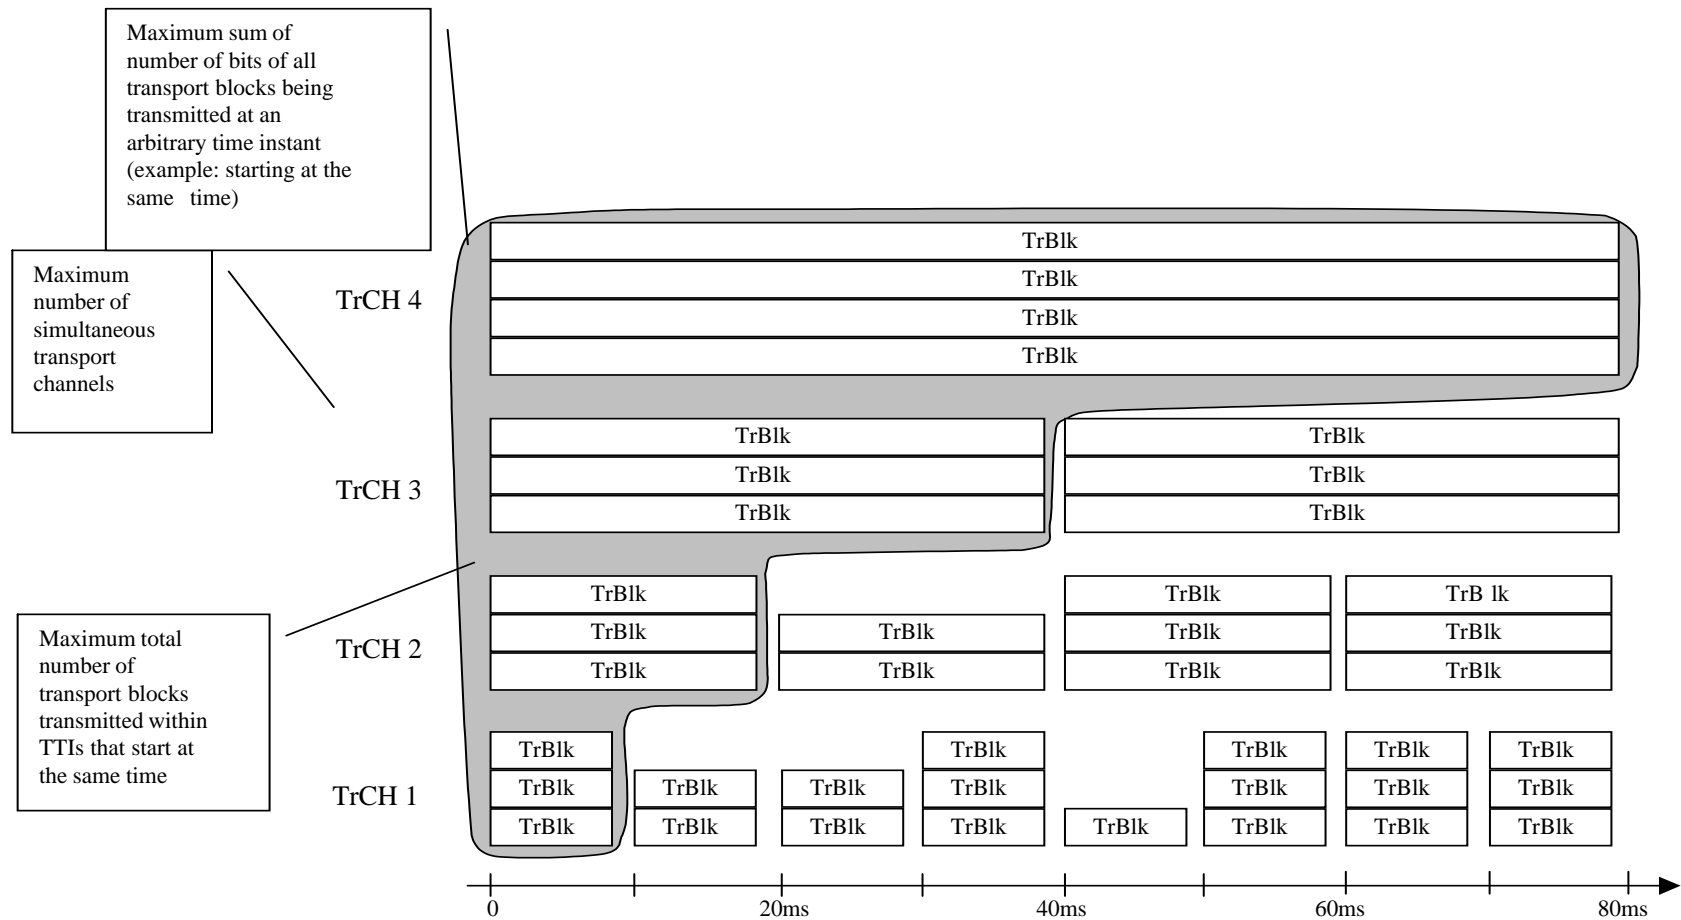 Maximum sum of
number of bits of all
transport blocks being
transmitted at an
arbitrary time instant
(example: starting at the
same time)
Maximum
number of
simultaneous
transport
channels
Maximum total
number of
transport blocks
transmitted within
TTIs that start at
the same time
TrCH 4
TrBlk
TrBlk
TrBlk
TrBlk
TrCH 3
TrBlk TrBlk
TrBlk TrBlk
TrBlk TrBlk
TrCH 2
TrBlk TrBlk TrB lk
TrBlk TrBlk TrBlk TrBlk
TrBlk TrBlk TrBlk TrBlk
TrCH 1
TrBlk TrBlk TrBlk TrBlk TrBlk
TrBlk TrBlk TrBlk TrBlk TrBlk TrBlk TrBlk
TrBlk TrBlk TrBlk TrBlk TrBlk TrBlk TrBlk TrBlk
0 20ms 40ms 60ms 80ms